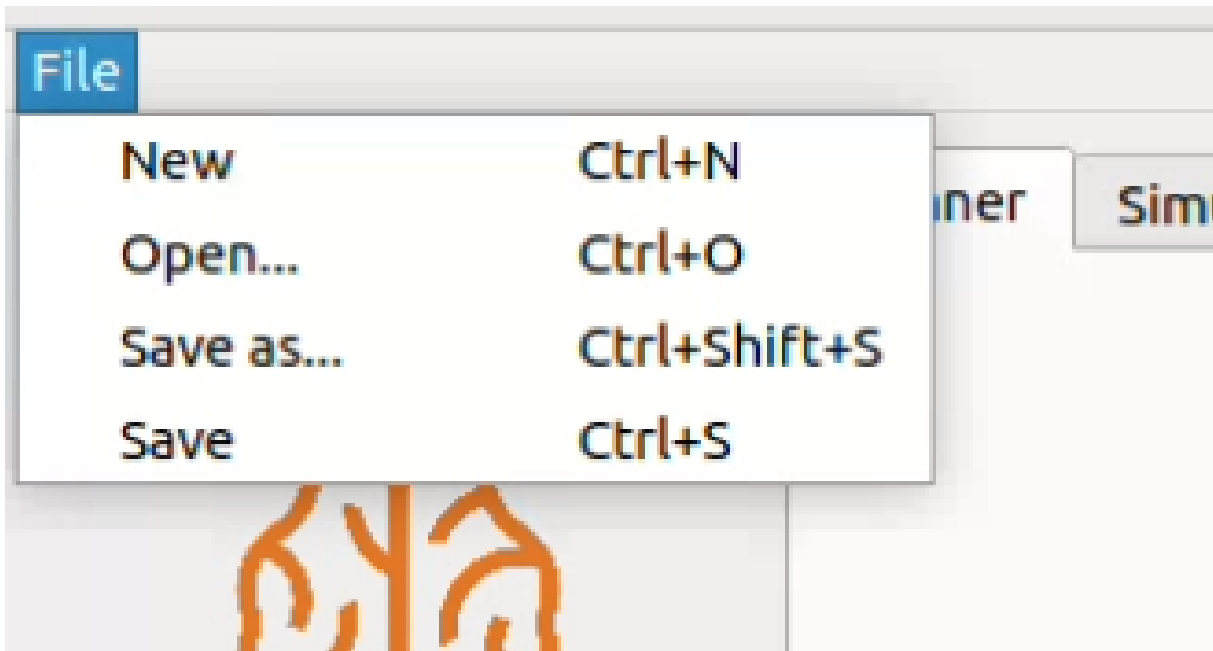 File
New Ctrl+N
Open... Ctrl+O
Save as... Ctrl+Shift+S
Save Ctrl+S